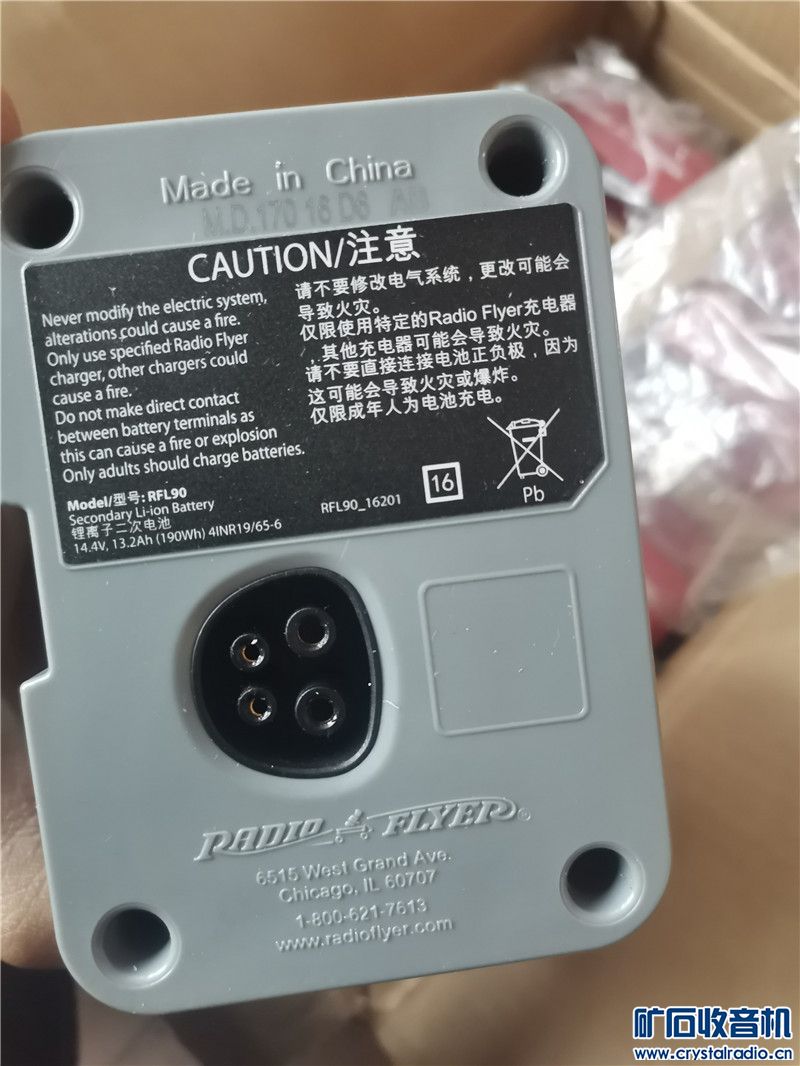 Made in China
M.D.170 16 D6 AB
CAUTION/注意
Never modify the electric system,
alterations could cause a fire.
Only use specified Radio Flyer
charger, other chargers could
cause a fire.
Do not make direct contact
between battery terminals as
this can cause a fire or explosion
Only adults should charge batteries.
请不要修改电气系统，更改可能会
导致火灾。
仅限使用特定的Radio Flyer充电器
，其他充电器可能会导致火灾。
请不要直接连接电池正负极，因为
这可能会导致火灾或爆炸。
仅限成年人为电池充电。
Model/型号: RFL90
Secondary Li-ion Battery
锂离子二次电池
14.4V, 13.2Ah (190Wh) 4INR19/65-6
RFL90_16201
16
Pb
RADIO FLYER®
6515 West Grand Ave.
Chicago, IL 60707
1-800-621-7613
www.radioflyer.com
矿石收音机
www.crystalradio.cn